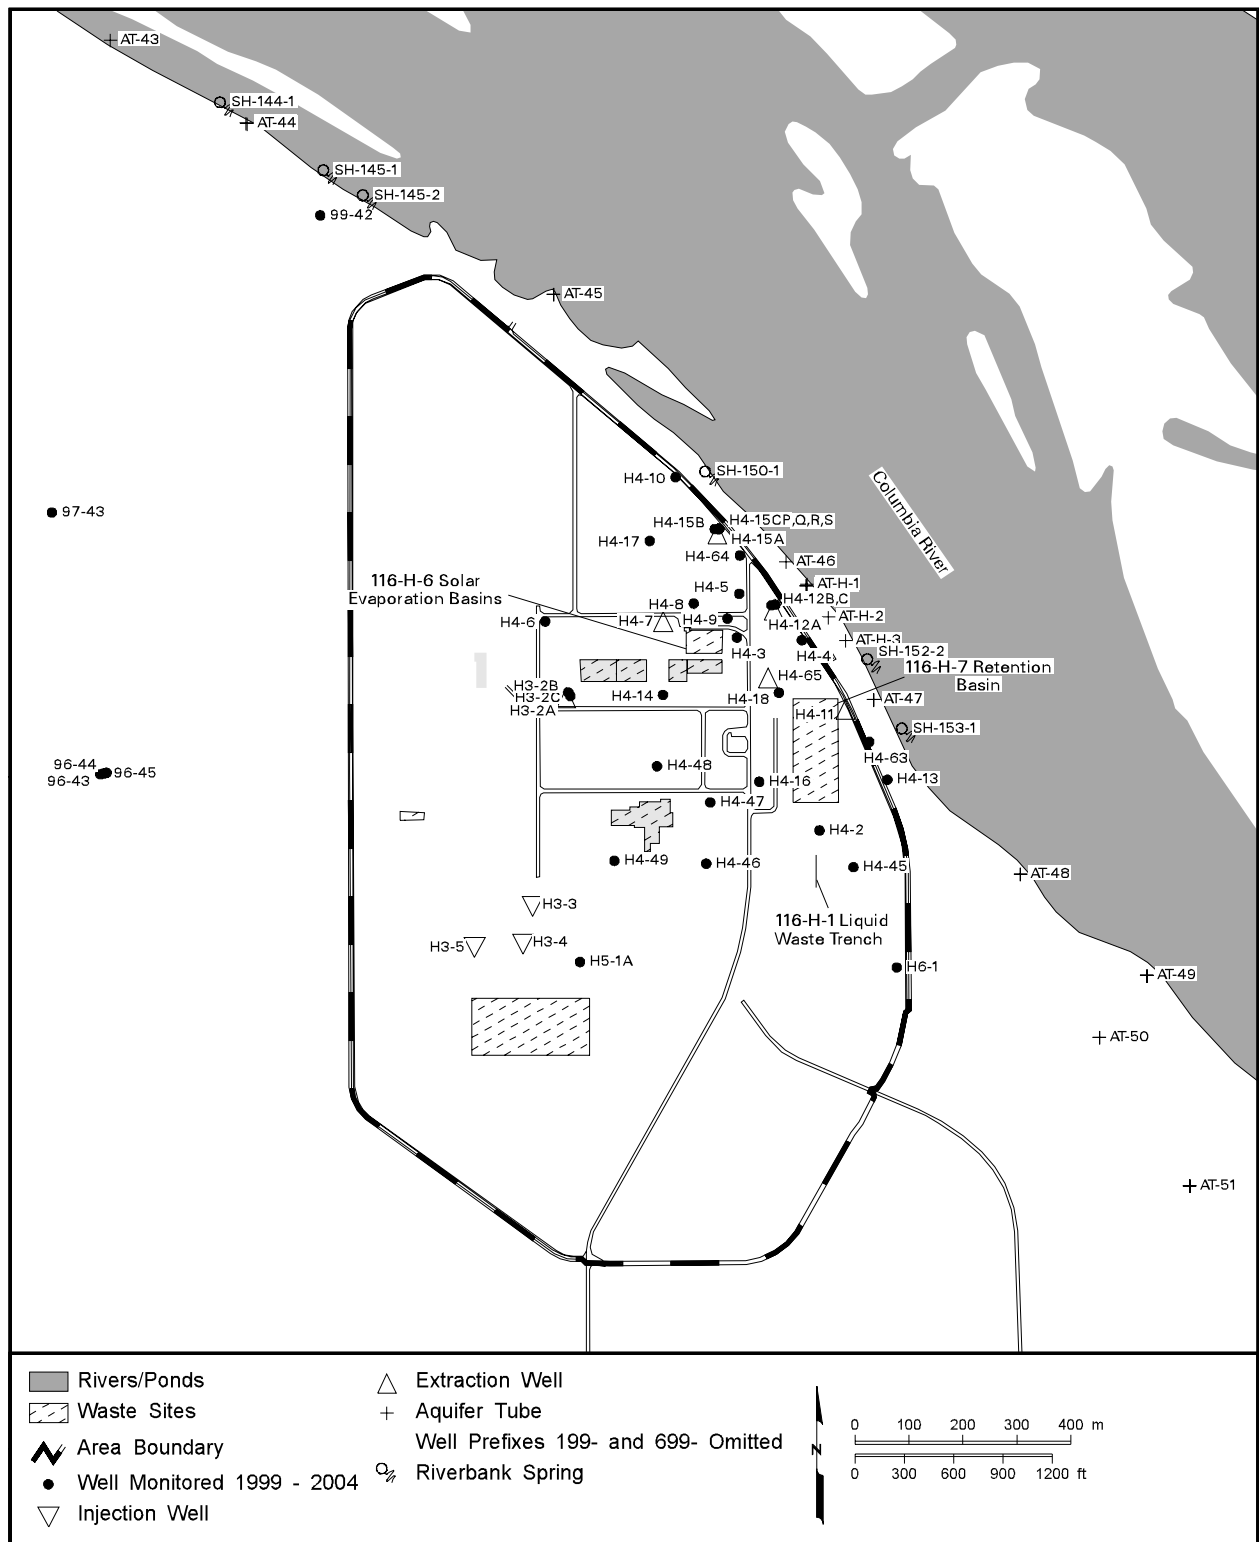 AT-43
SH-144-1
AT-44
SH-145-1
SH-145-2
99-42
AT-45
SH-150-1
H4-10
Columbia River
97-43
H4-15B
H4-15CP,Q,R,S
H4-15A
H4-17
H4-64
AT-46
116-H-6 Solar
Evaporation Basins
AT-H-1
H4-5
H4-12B,C
H4-8
H4-7
H4-9
H4-12A
AT-H-2
H4-6
H4-3
H4-4
AT-H-3
SH-152-2
116-H-7 Retention
Basin
1
H4-65
H3-2B
H3-2C
H3-2A
H4-14
H4-18
AT-47
H4-11
SH-153-1
H4-63
96-44
96-43
96-45
H4-48
H4-16
H4-13
H4-47
H4-2
H4-49
H4-46
H4-45
AT-48
H3-3
116-H-1 Liquid
Waste Trench
H3-5
H3-4
H5-1A
H6-1
AT-49
AT-50
AT-51
Rivers/Ponds
Waste Sites
Area Boundary
Well Monitored 1999 - 2004
Injection Well
Extraction Well
Aquifer Tube
Well Prefixes 199- and 699- Omitted
Riverbank Spring
N
0 100 200 300 400 m
0 300 600 900 1200 ft